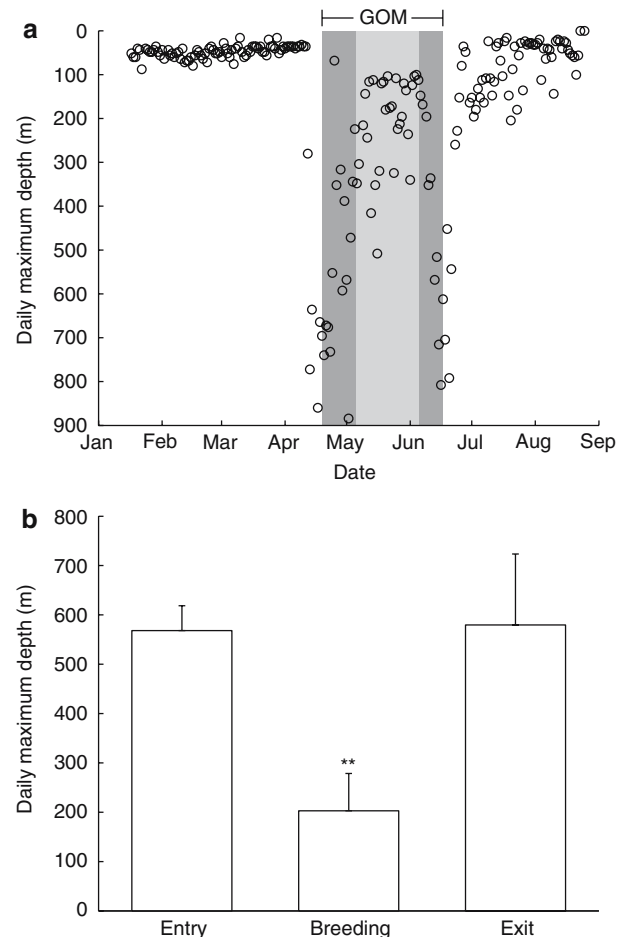 GOM
a
0
100
200
300
400
500
600
700
800
900
Daily maximum depth (m)
Jan Feb Mar Apr May Jun Jul Aug Sep
Date
b
800
700
600
500
400
300
200
100
0
Daily maximum depth (m)
**
Entry Breeding Exit